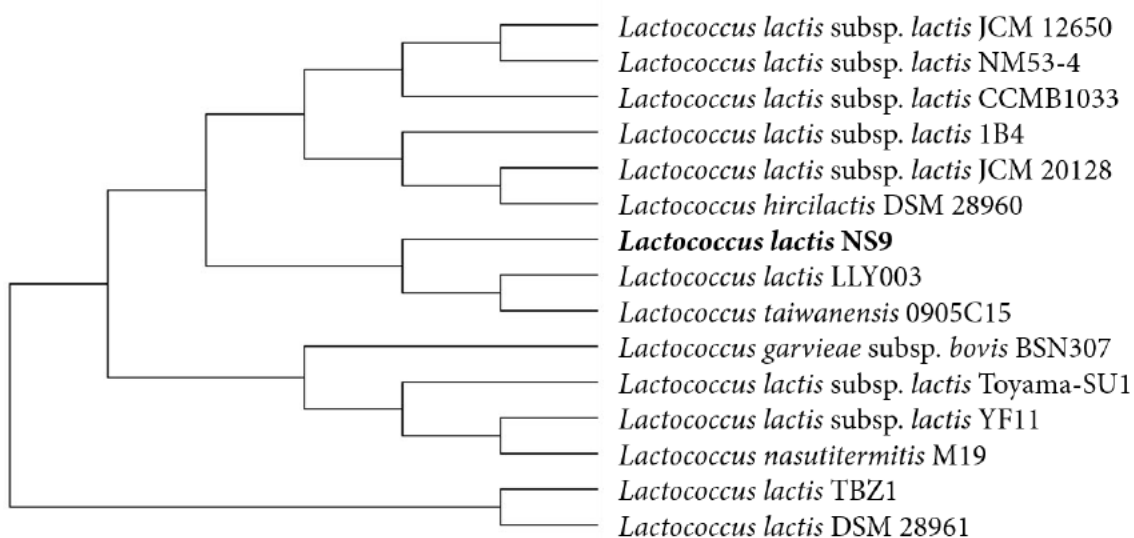 Lactococcus lactis subsp. lactis JCM 12650
Lactococcus lactis subsp. lactis NM53-4
Lactococcus lactis subsp. lactis CCMB1033
Lactococcus lactis subsp. lactis 1B4
Lactococcus lactis subsp. lactis JCM 20128
Lactococcus hircilactis DSM 28960
Lactococcus lactis NS9
Lactococcus lactis LLY003
Lactococcus taiwanensis 0905C15
Lactococcus garvieae subsp. bovis BSN307
Lactococcus lactis subsp. lactis Toyama-SU1
Lactococcus lactis subsp. lactis YF11
Lactococcus nasutitermitis M19
Lactococcus lactis TBZ1
Lactococcus lactis DSM 28961